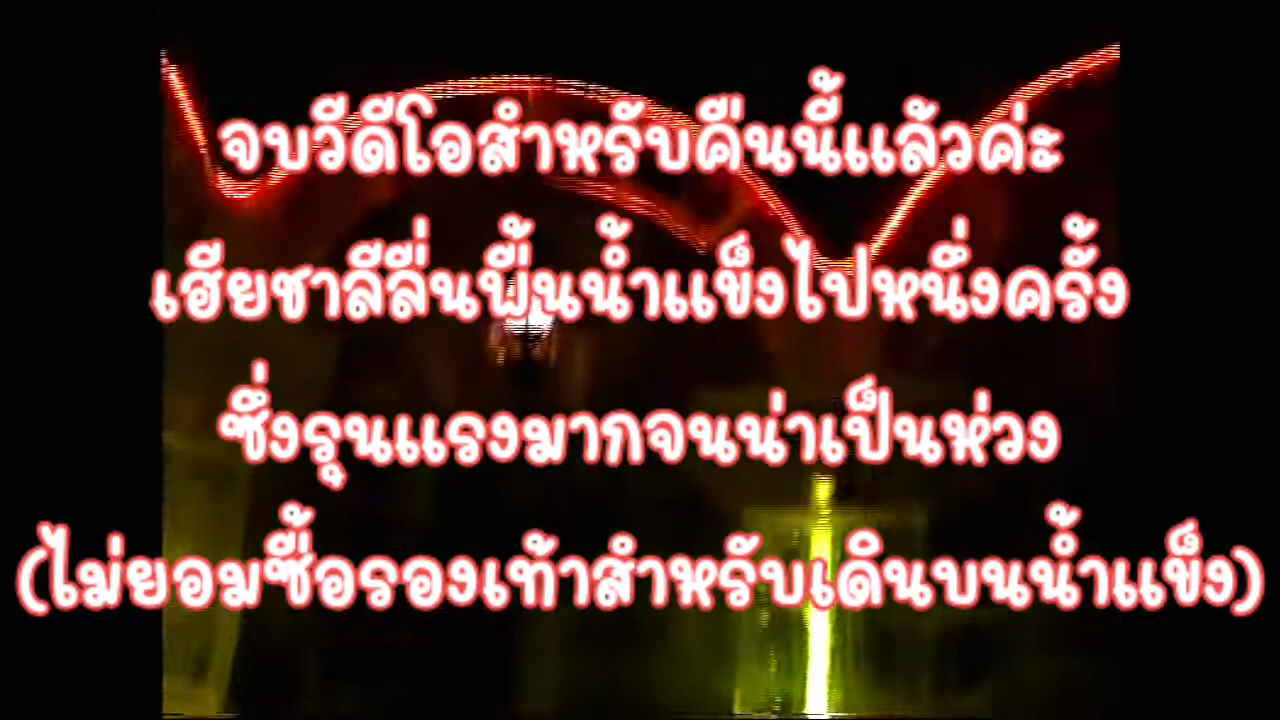 จบวีดีโอสำหรับคืนนี้แล้วค่ะ
เฮียชาลีลื่นพื้นน้ำแข็งไปหนึ่งครั้ง
ซึ่งรุนแรงมากจนน่าเป็นห่วง
(ไม่ยอมซื้อรองเท้าสำหรับเดินบนน้ำแข็ง)